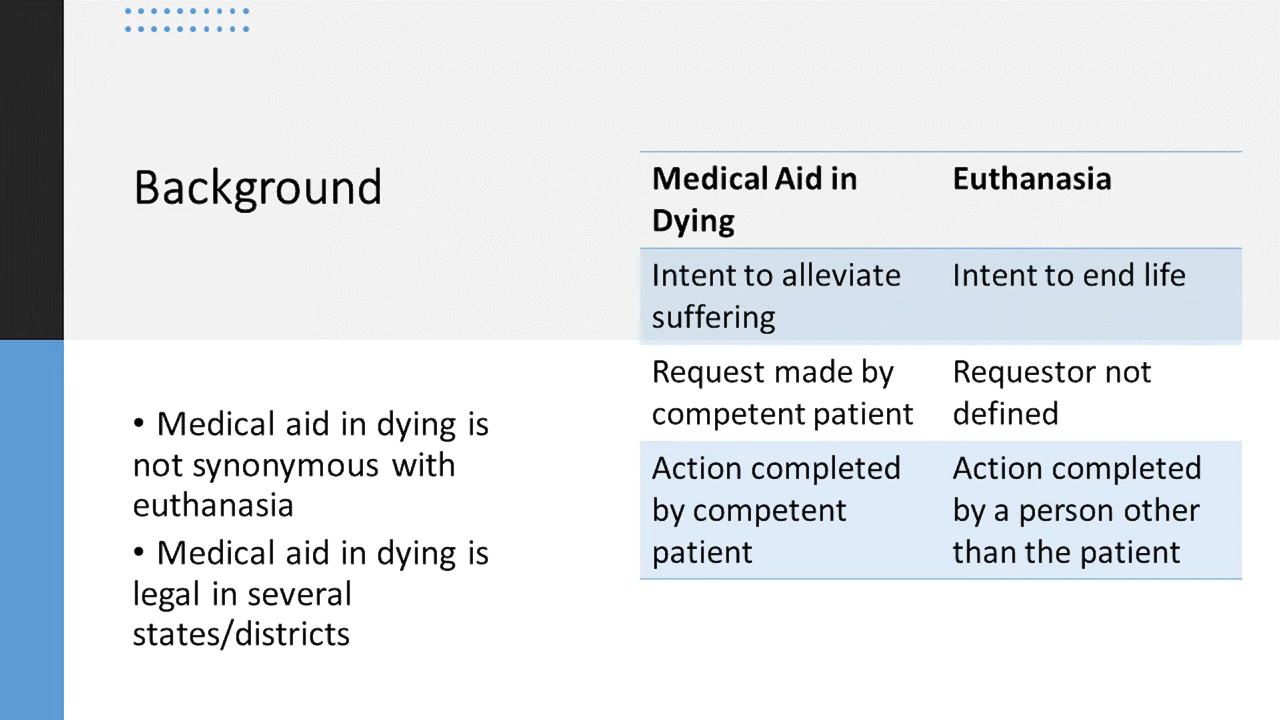 Background
• Medical aid in dying is
not synonymous with
euthanasia
• Medical aid in dying is
legal in several
states/districts
Medical Aid in
Dying
Euthanasia
Intent to alleviate
suffering
Intent to end life
Request made by
competent patient
Requestor not
defined
Action completed
by competent
patient
Action completed
by a person other
than the patient